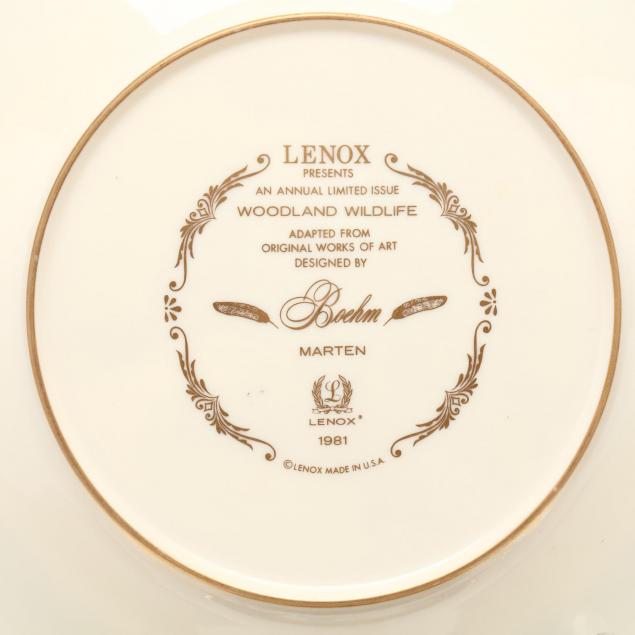 LENOX
PRESENTS
AN ANNUAL LIMITED ISSUE
WOODLAND WILDLIFE
ADAPTED FROM
ORIGINAL WORKS OF ART
DESIGNED BY
Boehm
MARTEN
L
LENOX®
1981
©LENOX MADE IN U.S.A.